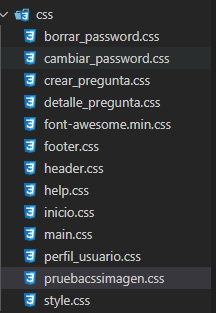 css
borrar_password.css
cambiar_password.css
crear_pregunta.css
detalle_pregunta.css
font-awesome.min.css
footer.css
header.css
help.css
inicio.css
main.css
perfil_usuario.css
pruebacssimagen.css
style.css